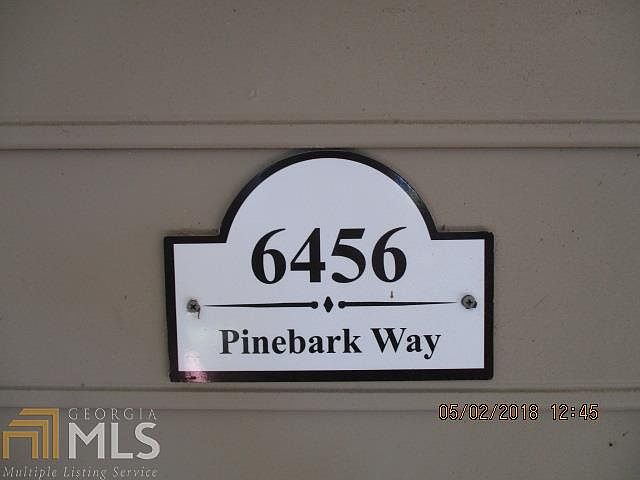 6456
Pinebark Way
05/02/2018 12:45
GEORGIA
MLS
Multiple Listing Service